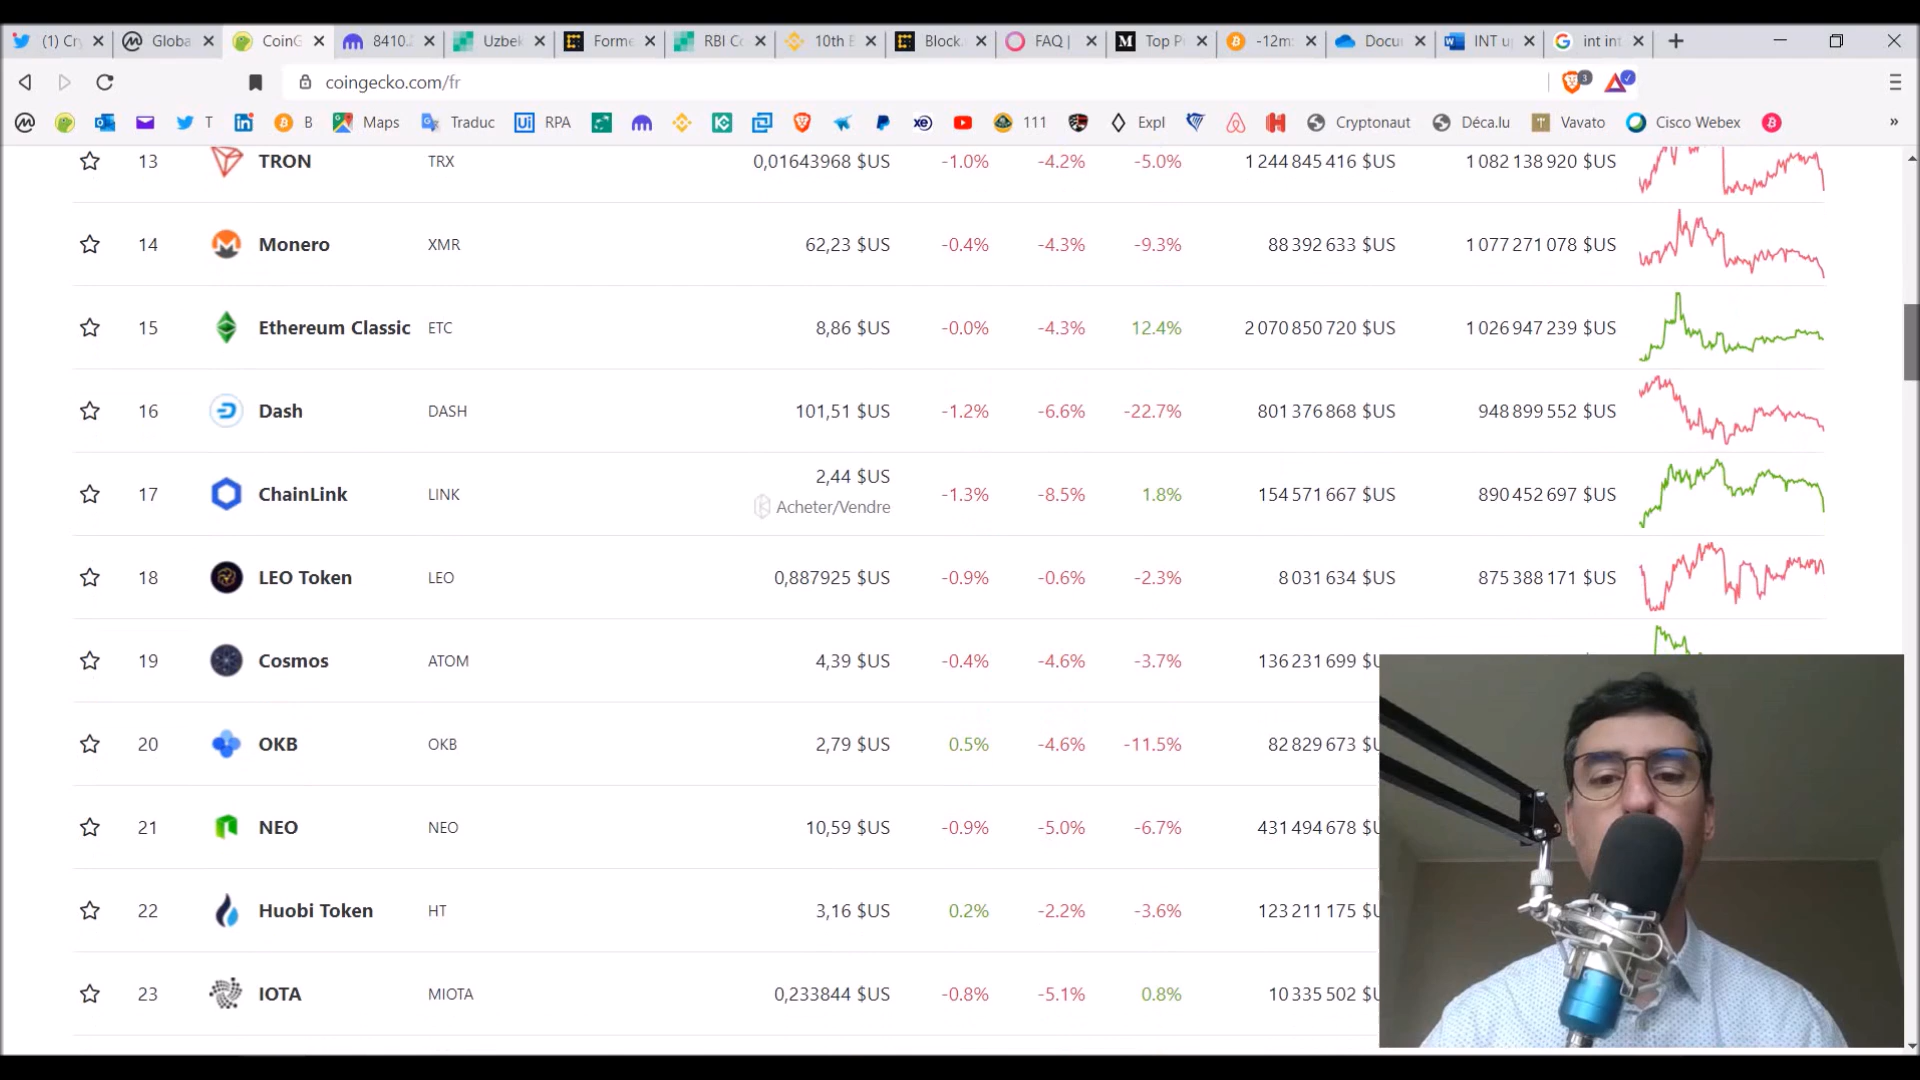 (1) Cr
Globa
CoinG
8410.
Uzbek
Forme
RBI Co
10th B
Block.
FAQ |
M Top P
-12m
Docu
INT u
int int
coingecko.com/fr
3
T
B
Maps
Traduc
Ui RPA
111
Expl
Cryptonaut
Déca.lu
Vavato
Cisco Webex
»
13 TRON TRX 0,01643968 $US -1.0% -4.2% -5.0% 1 244 845 416 $US 1 082 138 920 $US
14 Monero XMR 62,23 $US -0.4% -4.3% -9.3% 88 392 633 $US 1 077 271 078 $US
15 Ethereum Classic ETC 8,86 $US -0.0% -4.3% 12.4% 2 070 850 720 $US 1 026 947 239 $US
16 Dash DASH 101,51 $US -1.2% -6.6% -22.7% 801 376 868 $US 948 899 552 $US
17 ChainLink LINK 2,44 $US -1.3% -8.5% 1.8% 154 571 667 $US 890 452 697 $US
Acheter/Vendre
18 LEO Token LEO 0,887925 $US -0.9% -0.6% -2.3% 8 031 634 $US 875 388 171 $US
19 Cosmos ATOM 4,39 $US -0.4% -4.6% -3.7% 136 231 699 $U
20 OKB OKB 2,79 $US 0.5% -4.6% -11.5% 82 829 673 $U
21 NEO NEO 10,59 $US -0.9% -5.0% -6.7% 431 494 678 $U
22 Huobi Token HT 3,16 $US 0.2% -2.2% -3.6% 123 211 175 $U
23 IOTA MIOTA 0,233844 $US -0.8% -5.1% 0.8% 10 335 502 $U